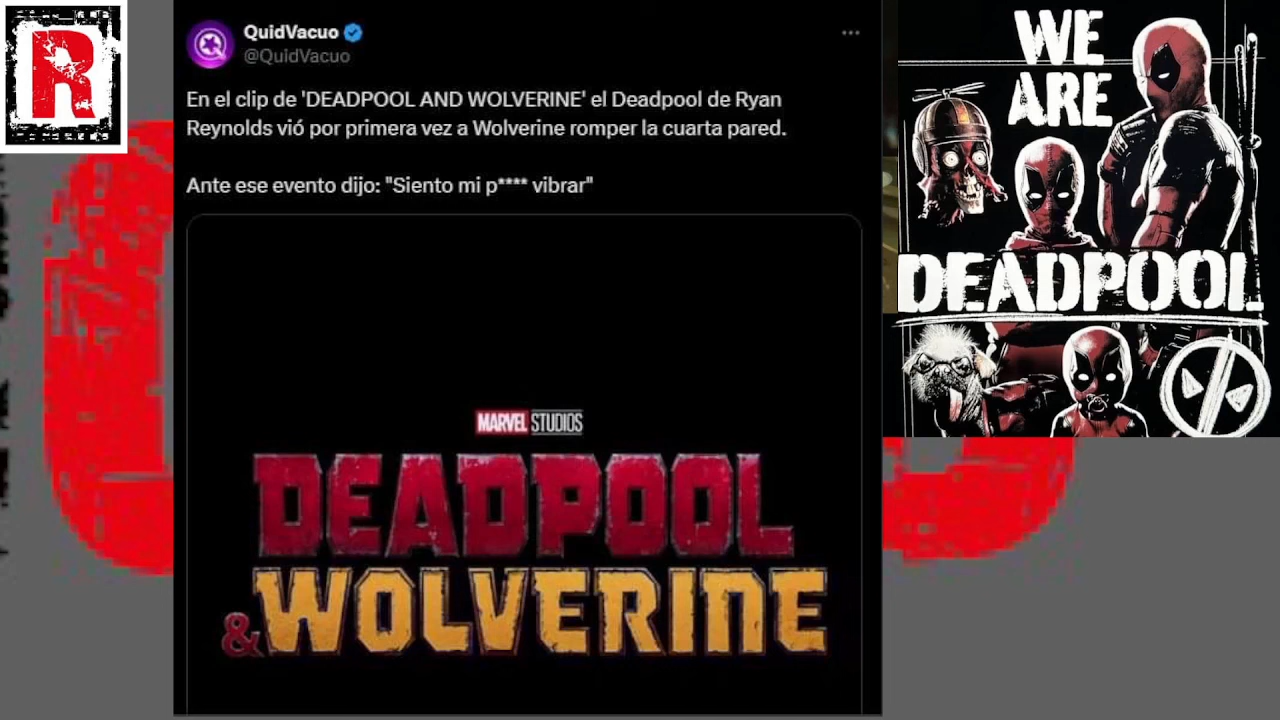 R
QuidVacuo
@QuidVacuo
En el clip de 'DEADPOOL AND WOLVERINE' el Deadpool de Ryan
Reynolds vió por primera vez a Wolverine romper la cuarta pared.
Ante ese evento dijo: "Siento mi p**** vibrar"
MARVEL STUDIOS
DEADPOOL
&WOLVERINE
WE
ARE
DEADPOOL